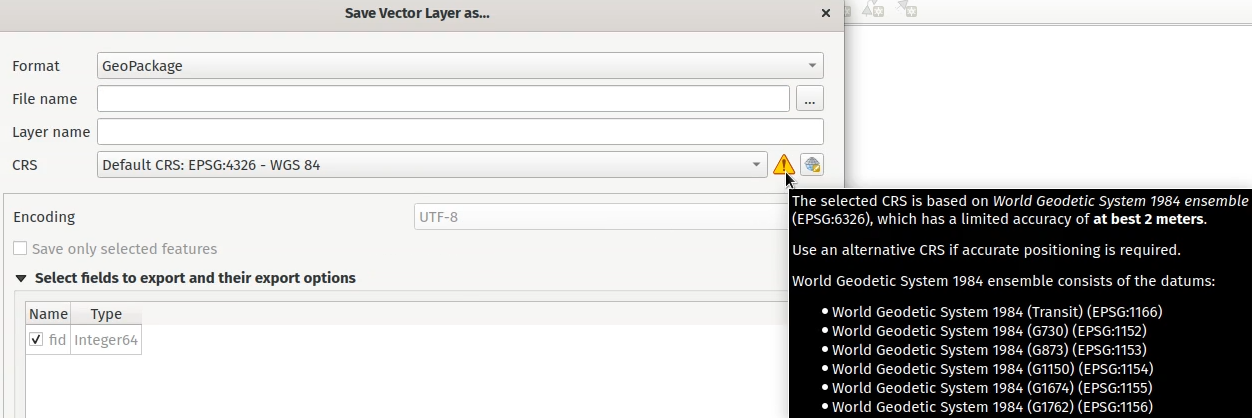 Save Vector Layer as...
Format
GeoPackage
File name
...
Layer name
CRS
Default CRS: EPSG:4326 - WGS 84
Encoding
UTF-8
Save only selected features
Select fields to export and their export options
Name
Type
fid
Integer64
The selected CRS is based on World Geodetic System 1984 ensemble
(EPSG:6326), which has a limited accuracy of at best 2 meters.
Use an alternative CRS if accurate positioning is required.
World Geodetic System 1984 ensemble consists of the datums:
• World Geodetic System 1984 (Transit) (EPSG:1166)
• World Geodetic System 1984 (G730) (EPSG:1152)
• World Geodetic System 1984 (G873) (EPSG:1153)
• World Geodetic System 1984 (G1150) (EPSG:1154)
• World Geodetic System 1984 (G1674) (EPSG:1155)
• World Geodetic System 1984 (G1762) (EPSG:1156)